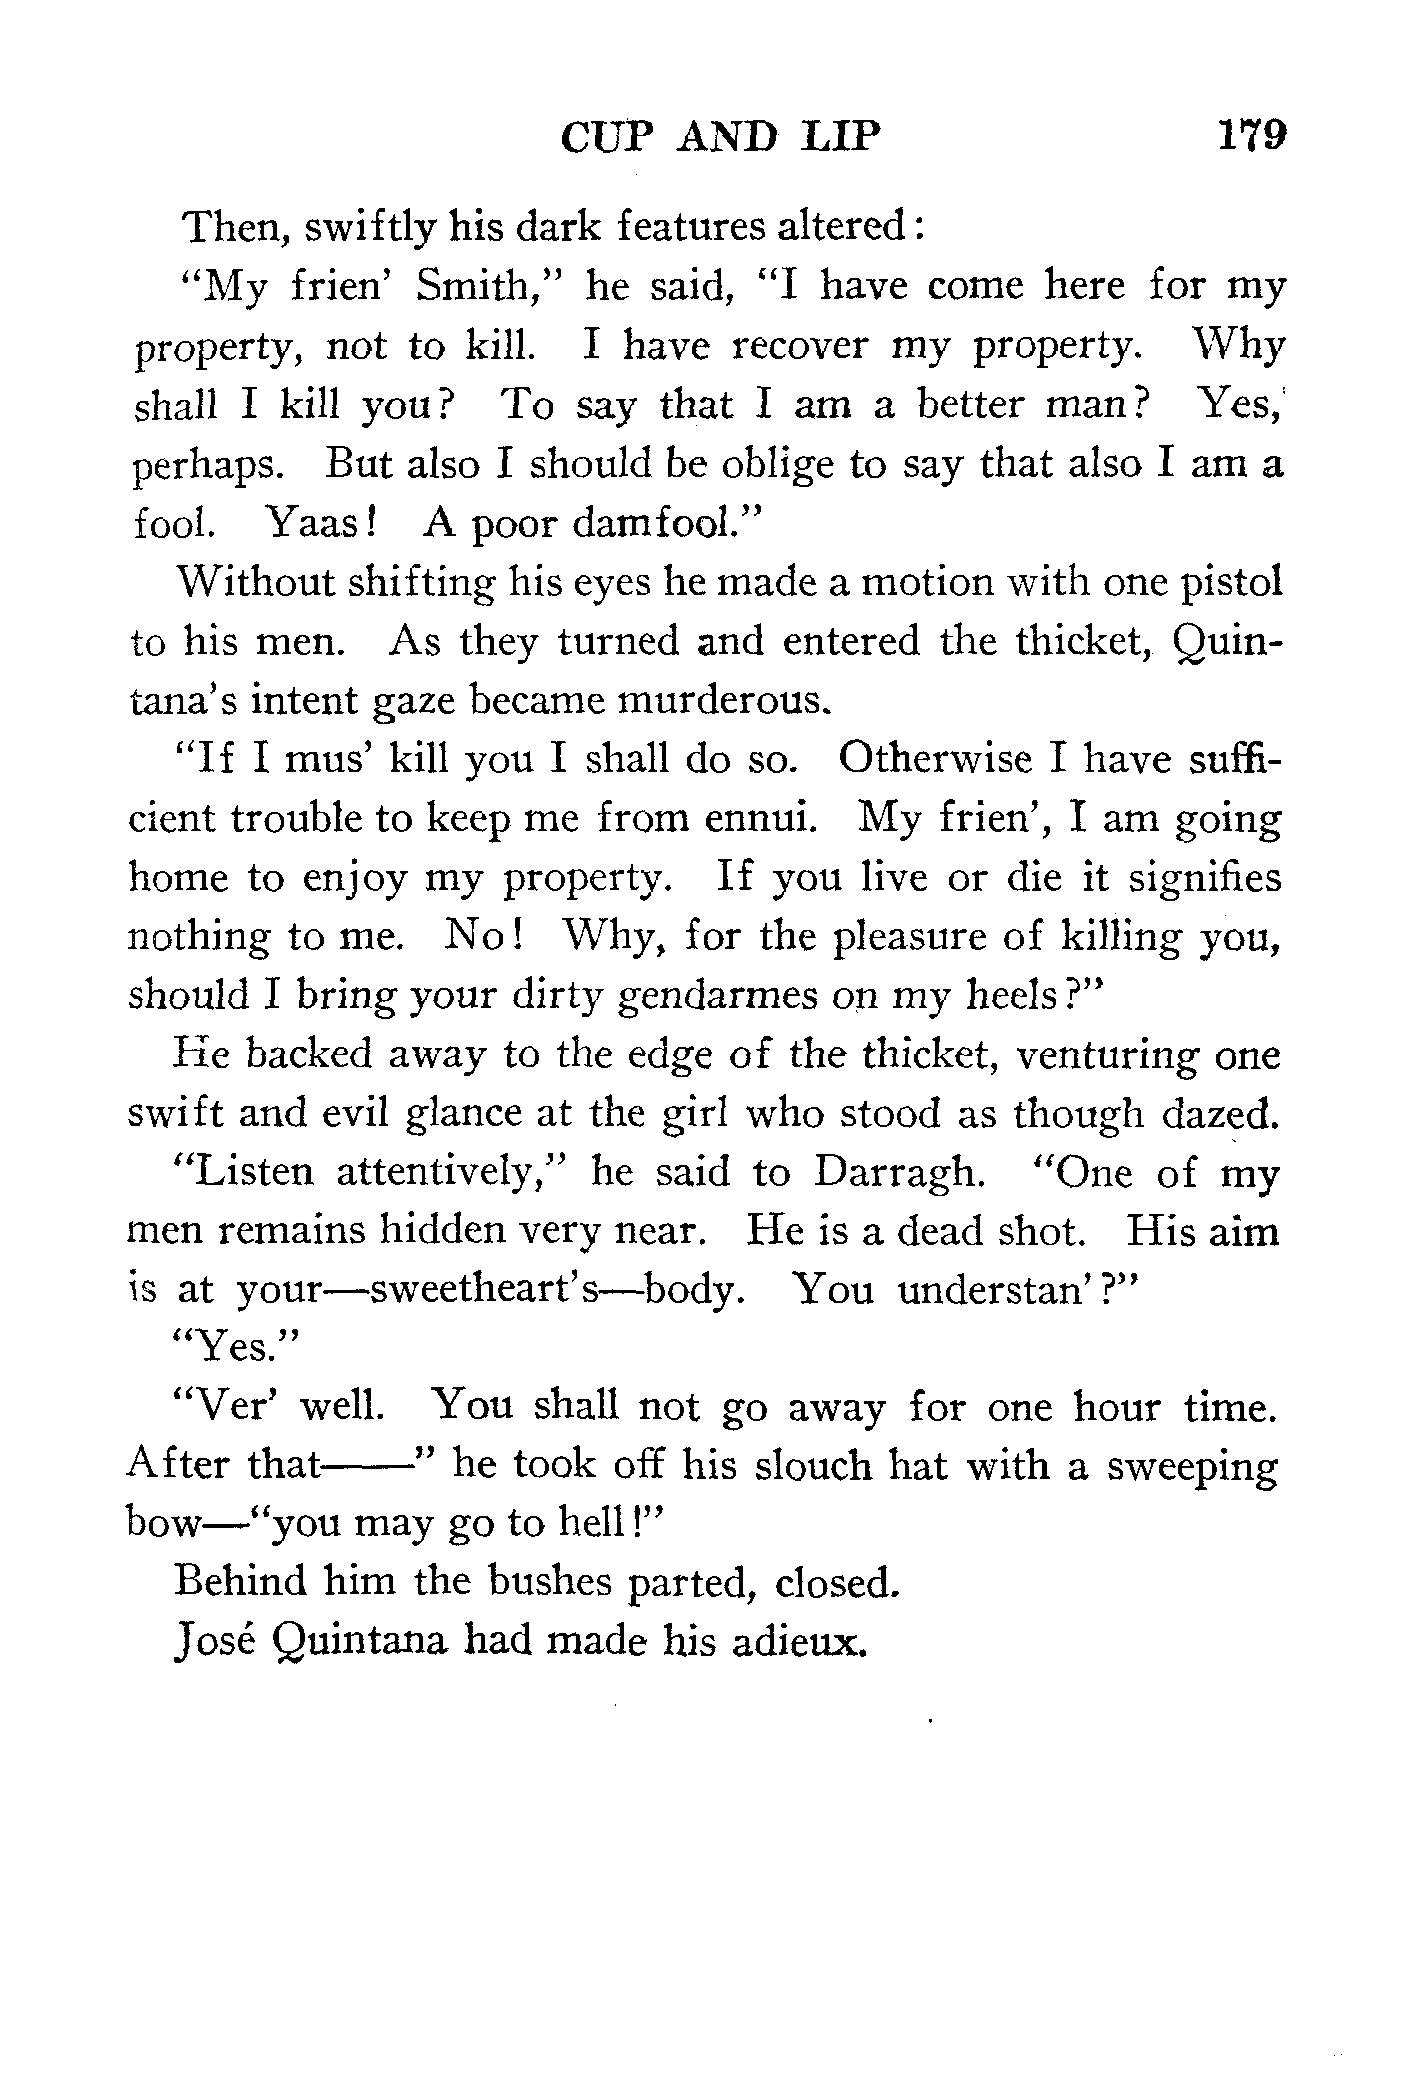 CUP AND LIP 179
Then, swiftly his dark features altered:
"My frien' Smith," he said, "I have come here for my
property, not to kill. I have recover my property. Why
shall I kill you? To say that I am a better man? Yes,
perhaps. But also I should be oblige to say that also I am a
fool. Yaas! A poor damfool."
Without shifting his eyes he made a motion with one pistol
to his men. As they turned and entered the thicket, Quin-
tana's intent gaze became murderous.
"If I mus' kill you I shall do so. Otherwise I have suffi-
cient trouble to keep me from ennui. My frien', I am going
home to enjoy my property. If you live or die it signifies
nothing to me. No! Why, for the pleasure of killing you,
should I bring your dirty gendarmes on my heels?"
He backed away to the edge of the thicket, venturing one
swift and evil glance at the girl who stood as though dazed.
"Listen attentively," he said to Darragh. "One of my
men remains hidden very near. He is a dead shot. His aim
is at your—sweetheart's—body. You understan'?"
"Yes."
"Ver' well. You shall not go away for one hour time.
After that——" he took off his slouch hat with a sweeping
bow—"you may go to hell!"
Behind him the bushes parted, closed.
José Quintana had made his adieux.